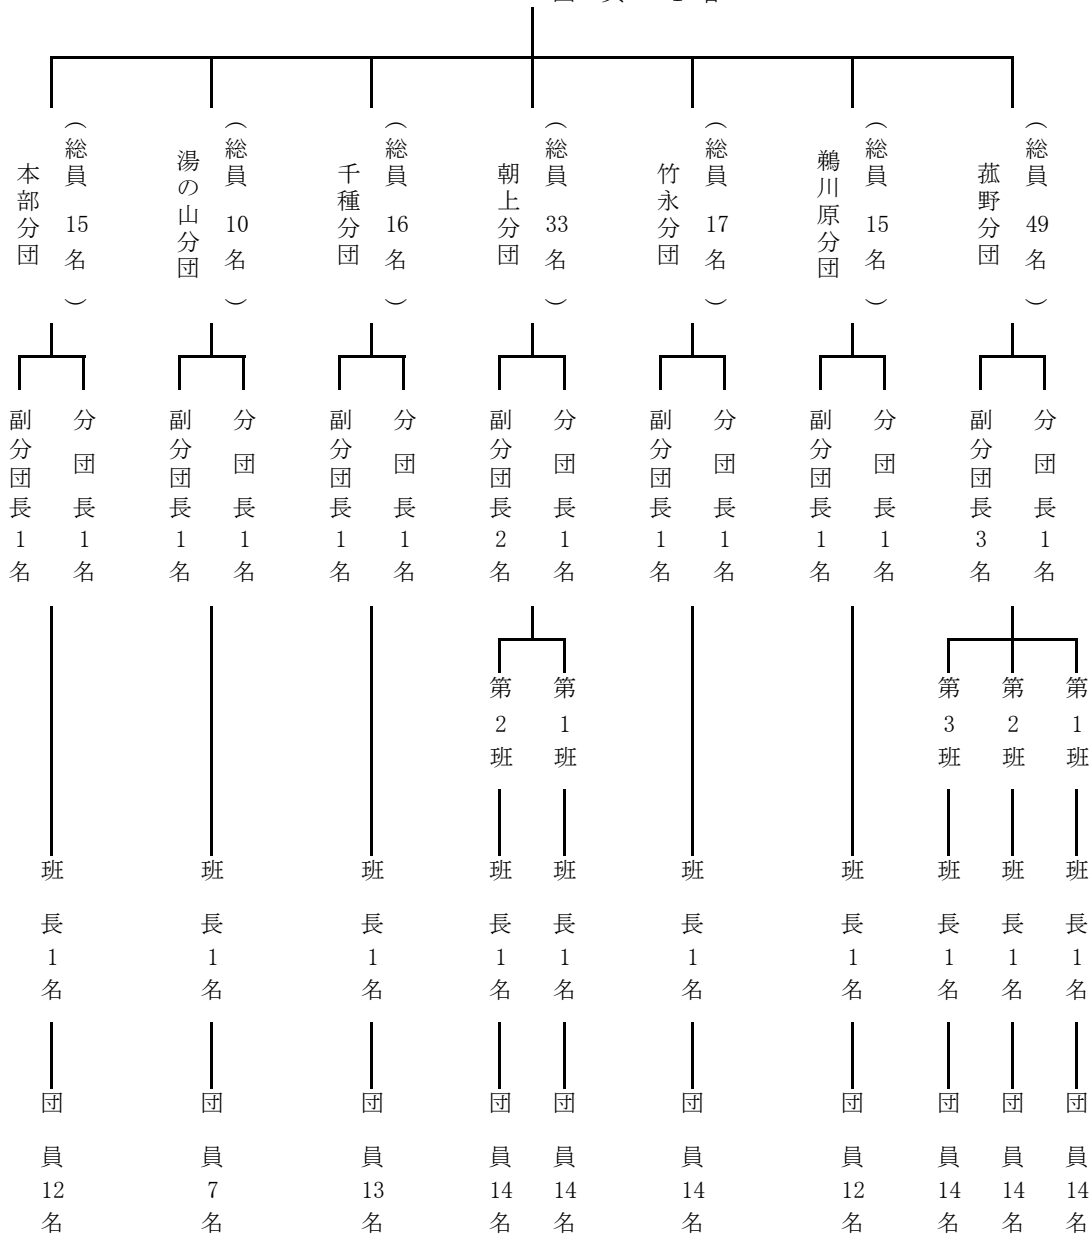 菰野分団
（総員 49 名 ）
鵜川原分団
（総員 15 名 ）
竹永分団
（総員 17 名 ）
朝上分団
（総員 33 名 ）
千種分団
（総員 16 名 ）
湯の山分団
（総員 10 名 ）
本部分団
（総員 15 名 ）
分団長1名
副分団長3名
分団長1名
副分団長1名
分団長1名
副分団長1名
分団長1名
副分団長2名
分団長1名
副分団長1名
分団長1名
副分団長1名
分団長1名
副分団長1名
第1班
第2班
第3班
第1班
第2班
班長1名
班長1名
班長1名
班長1名
班長1名
班長1名
班長1名
班長1名
班長1名
班長1名
団員14名
団員14名
団員14名
団員12名
団員14名
団員14名
団員14名
団員13名
団員7名
団員12名